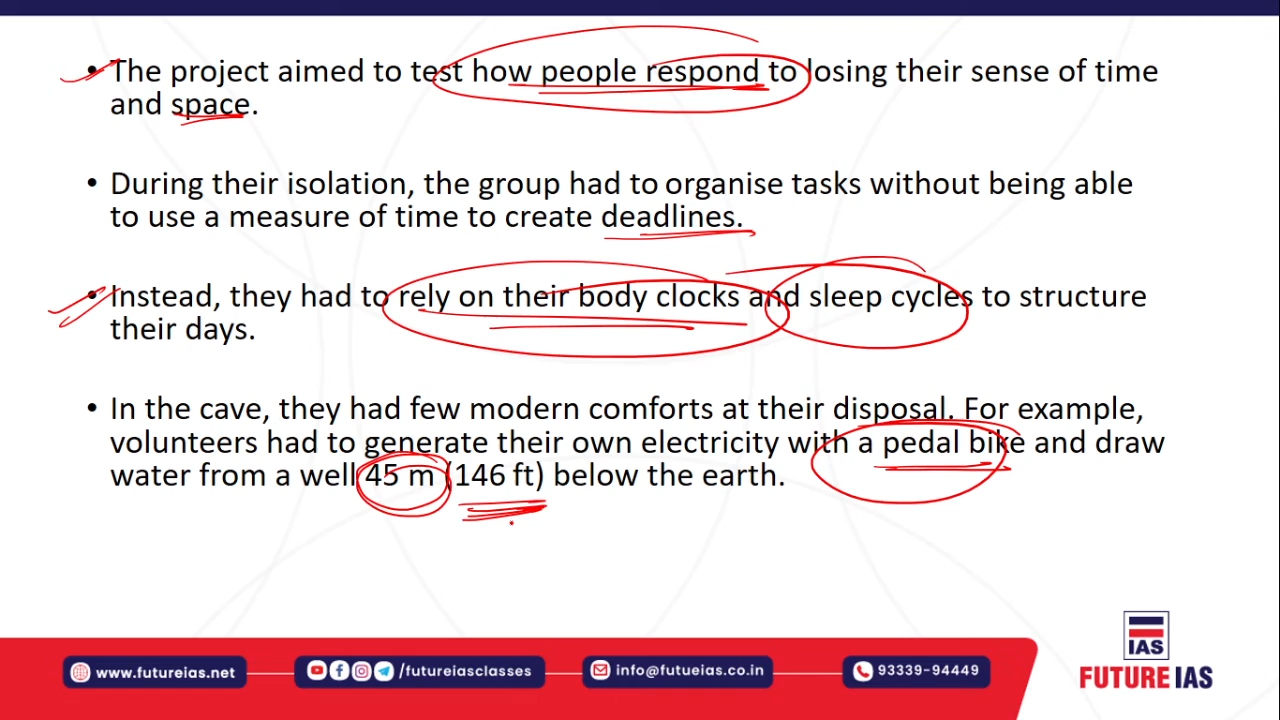 • The project aimed to test how people respond to losing their sense of time
and space.
• During their isolation, the group had to organise tasks without being able
to use a measure of time to create deadlines.
• Instead, they had to rely on their body clocks and sleep cycles to structure
their days.
• In the cave, they had few modern comforts at their disposal. For example,
volunteers had to generate their own electricity with a pedal bike and draw
water from a well 45 m (146 ft) below the earth.
IAS
www.futureias.net
/futureiasclasses
info@futueias.co.in
93339-94449
FUTURE IAS